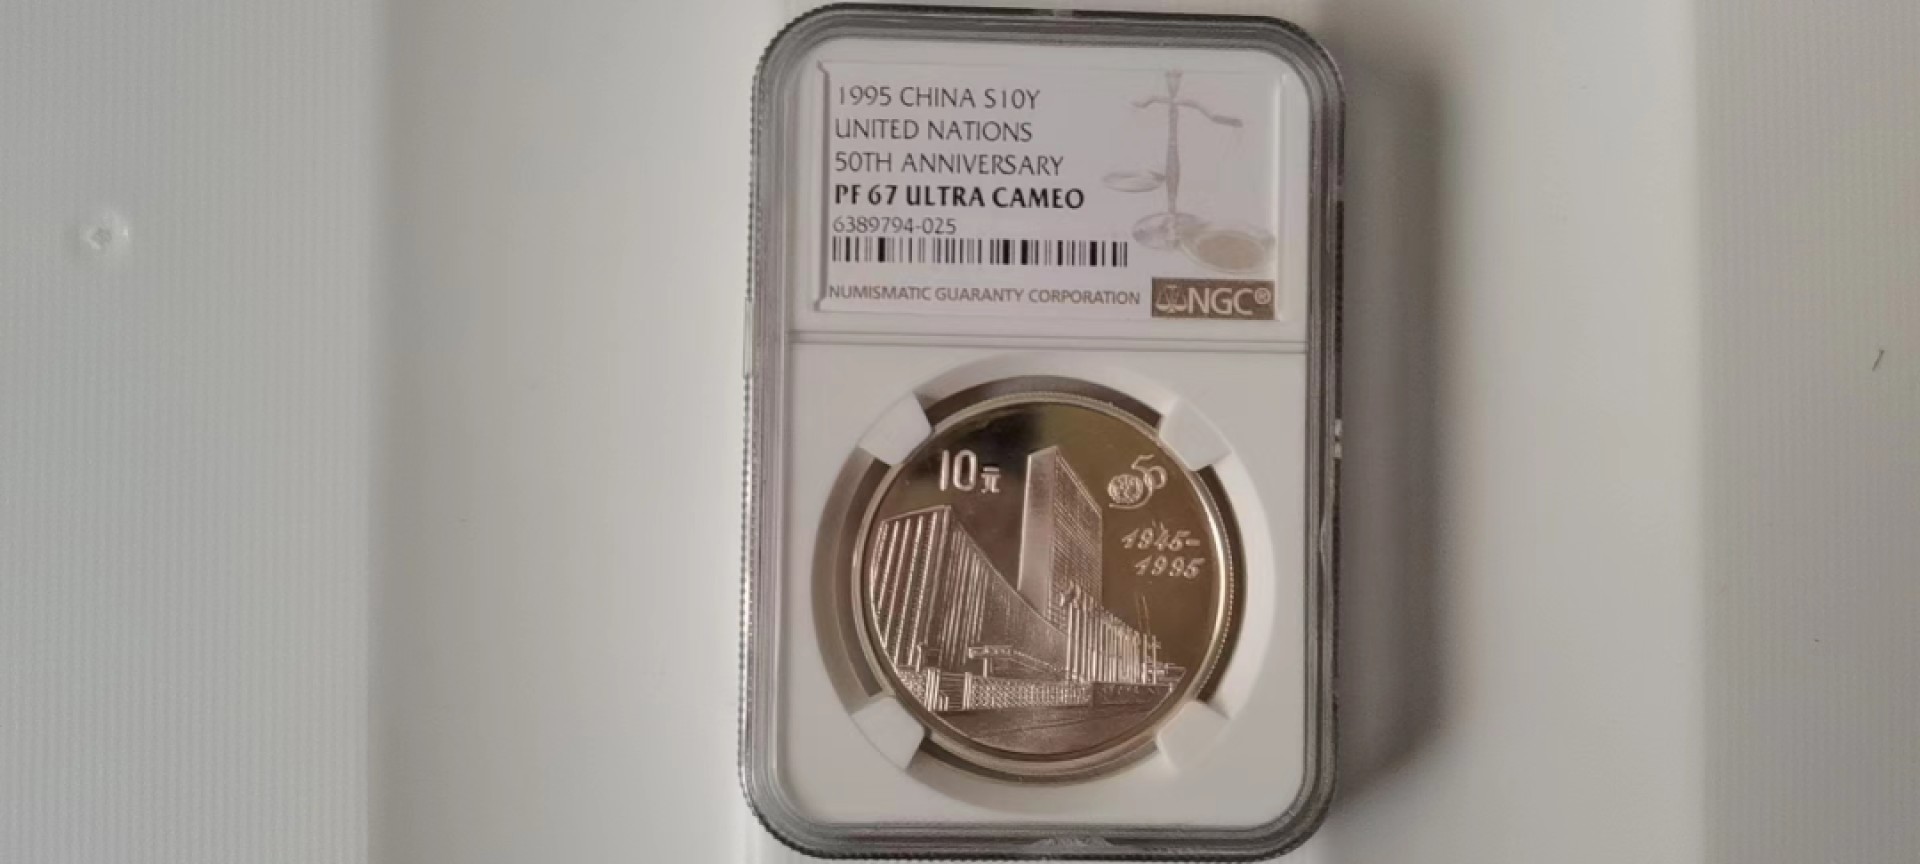 1995 CHINA S10Y
UNITED NATIONS
50TH ANNIVERSARY
PF 67 ULTRA CAMEO
6389794-025
NUMISMATIC GUARANTY CORPORATION
NGC®
10元
50
1945-
1995